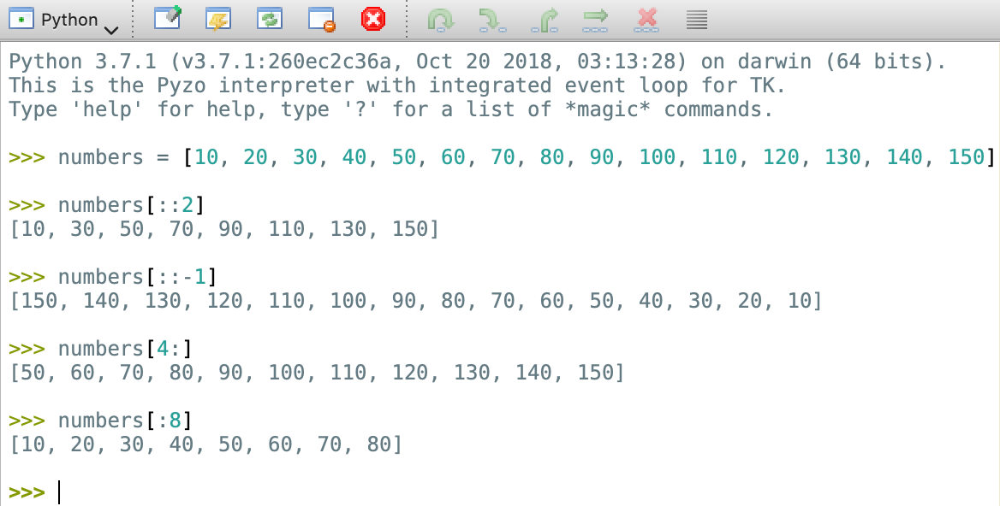 Python
Python 3.7.1 (v3.7.1:260ec2c36a, Oct 20 2018, 03:13:28) on darwin (64 bits).
This is the Pyzo interpreter with integrated event loop for TK.
Type 'help' for help, type '?' for a list of *magic* commands.
>>> numbers = [10, 20, 30, 40, 50, 60, 70, 80, 90, 100, 110, 120, 130, 140, 150]
>>> numbers[::2]
[10, 30, 50, 70, 90, 110, 130, 150]
>>> numbers[::-1]
[150, 140, 130, 120, 110, 100, 90, 80, 70, 60, 50, 40, 30, 20, 10]
>>> numbers[4:]
[50, 60, 70, 80, 90, 100, 110, 120, 130, 140, 150]
>>> numbers[:8]
[10, 20, 30, 40, 50, 60, 70, 80]
>>>